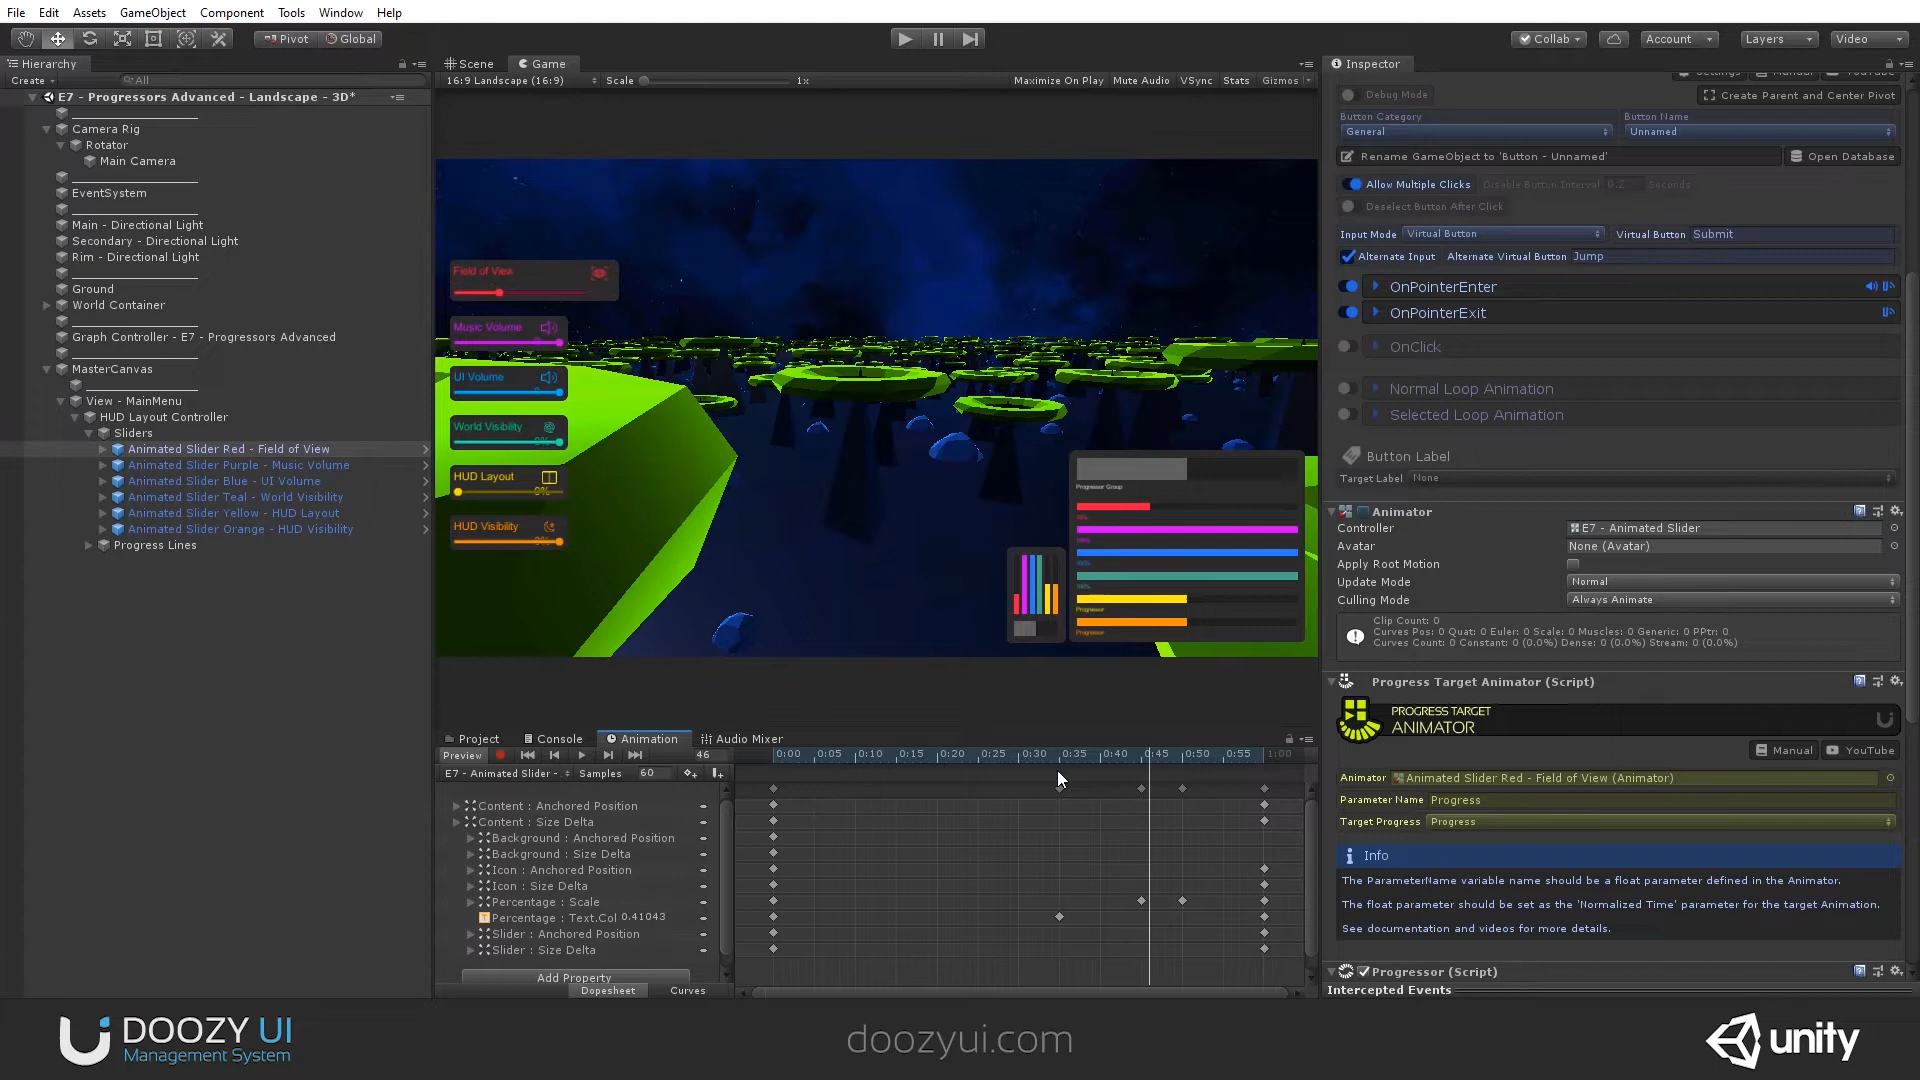 File Edit Assets GameObject Component Animation Tools Window Help
Pivot Global Collab Account Layers Video
Hierarchy
Create All
E7 - Progressors Advanced - Landscape - 3D*
Camera Rig
Rotator
Main Camera
EventSystem
Main - Directional Light
Secondary - Directional Light
Rim - Directional Light
Ground
World Container
Graph Controller - E7 - Progressors Advanced
MasterCanvas
View - MainMenu
HUD Layout Controller
Sliders
Animated Slider Red - Field of View
Animated Slider Purple - Music Volume
Animated Slider Blue - UI Volume
Animated Slider Teal - World Visibility
Animated Slider Yellow - HUD Layout
Animated Slider Orange - HUD Visibility
Progress Lines
Scene Game
16:9 Landscape (16:9) Scale 1x Maximize On Play Mute Audio VSync Stats Gizmos
Field of View
Music Volume
UI Volume
World Visibility
HUD Layout
HUD Visibility
Progressor Group
Progressor
Progressor
Project Console Animation Audio Mixer
Preview 46 0:00 0:05 0:10 0:15 0:20 0:25 0:30 0:35 0:40 0:45 0:50 0:55 1:00
E7 - Animated Slider - Samples 60
Content : Anchored Position
Content : Size Delta
Background : Anchored Position
Background : Size Delta
Icon : Anchored Position
Icon : Size Delta
Percentage : Scale
Percentage : Text.Col 0.41043
Slider : Anchored Position
Slider : Size Delta
Add Property
Dopesheet Curves
Inspector
Debug Mode Create Parent and Center Pivot
Button Category Button Name
General Unnamed
Rename GameObject to 'Button - Unnamed' Open Database
Allow Multiple Clicks Disable Button Interval 0.2 Seconds
Deselect Button After Click
Input Mode Virtual Button Virtual Button Submit
Alternate Input Alternate Virtual Button Jump
OnPointerEnter
OnPointerExit
OnClick
Normal Loop Animation
Selected Loop Animation
Button Label
Target Label None
Animator
Controller E7 - Animated Slider
Avatar None (Avatar)
Apply Root Motion
Update Mode Normal
Culling Mode Always Animate
Clip Count: 0
Curves Pos: 0 Quat: 0 Euler: 0 Scale: 0 Muscles: 0 Generic: 0 PPtr: 0
Curves Count: 0 Constant: 0 (0.0%) Dense: 0 (0.0%) Stream: 0 (0.0%)
Progress Target Animator (Script)
PROGRESS TARGET
ANIMATOR
Manual YouTube
Animator Animated Slider Red - Field of View (Animator)
Parameter Name Progress
Target Progress Progress
Info
The ParameterName variable name should be a float parameter defined in the Animator.
The float parameter should be set as the 'Normalized Time' parameter for the target Animation.
See documentation and videos for more details.
Progressor (Script)
Intercepted Events
DOOZY UI
Management System
doozyui.com
unity